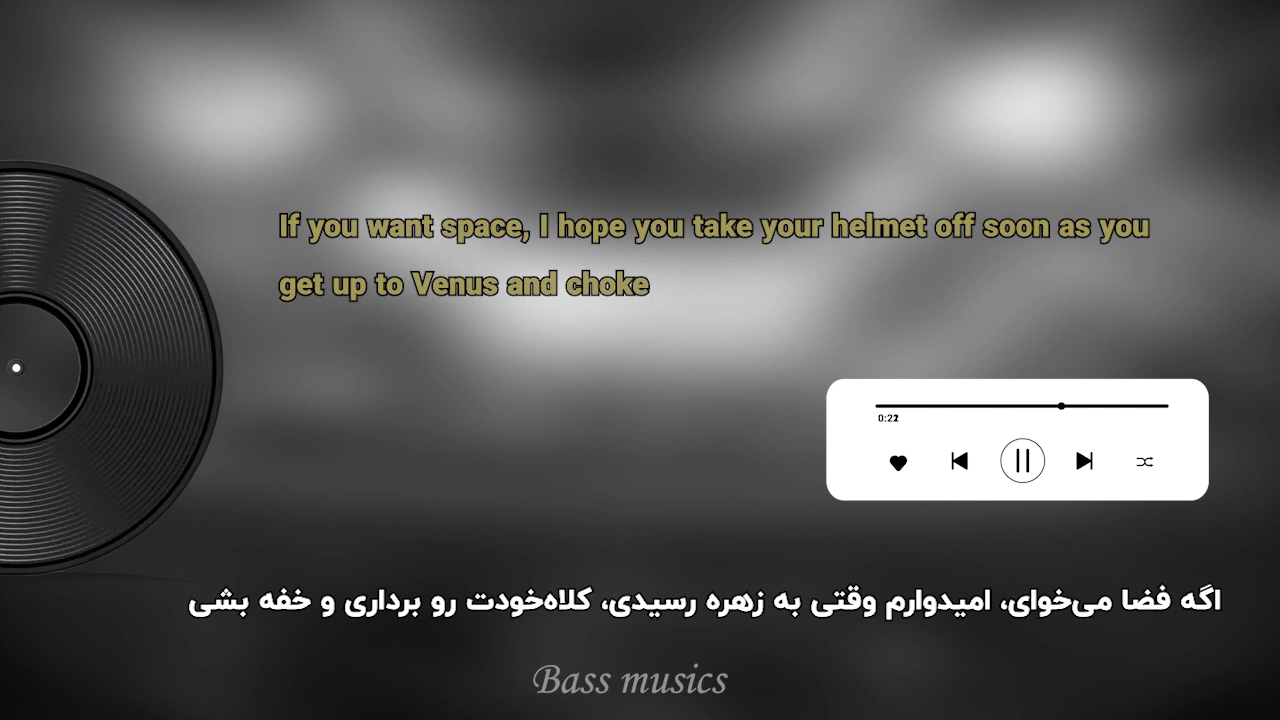 If you want space, I hope you take your helmet off soon as you
get up to Venus and choke
0:22
اگه فضا می‌خوای، امیدوارم وقتی به زهره رسیدی، کلاه‌خودت رو برداری و خفه بشی
Bass musics